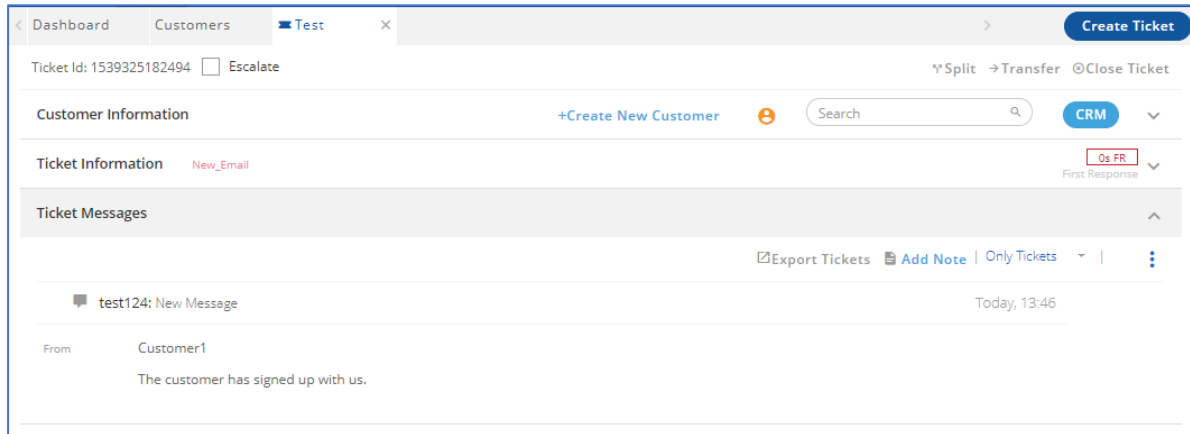 Dashboard Customers Test Create Ticket
Ticket Id: 1539325182494 Escalate Split Transfer Close Ticket
Customer Information +Create New Customer Search CRM
Ticket Information New_Email 0s FR
First Response
Ticket Messages
Export Tickets Add Note | Only Tickets |
test124: New Message Today, 13:46
From Customer1
The customer has signed up with us.